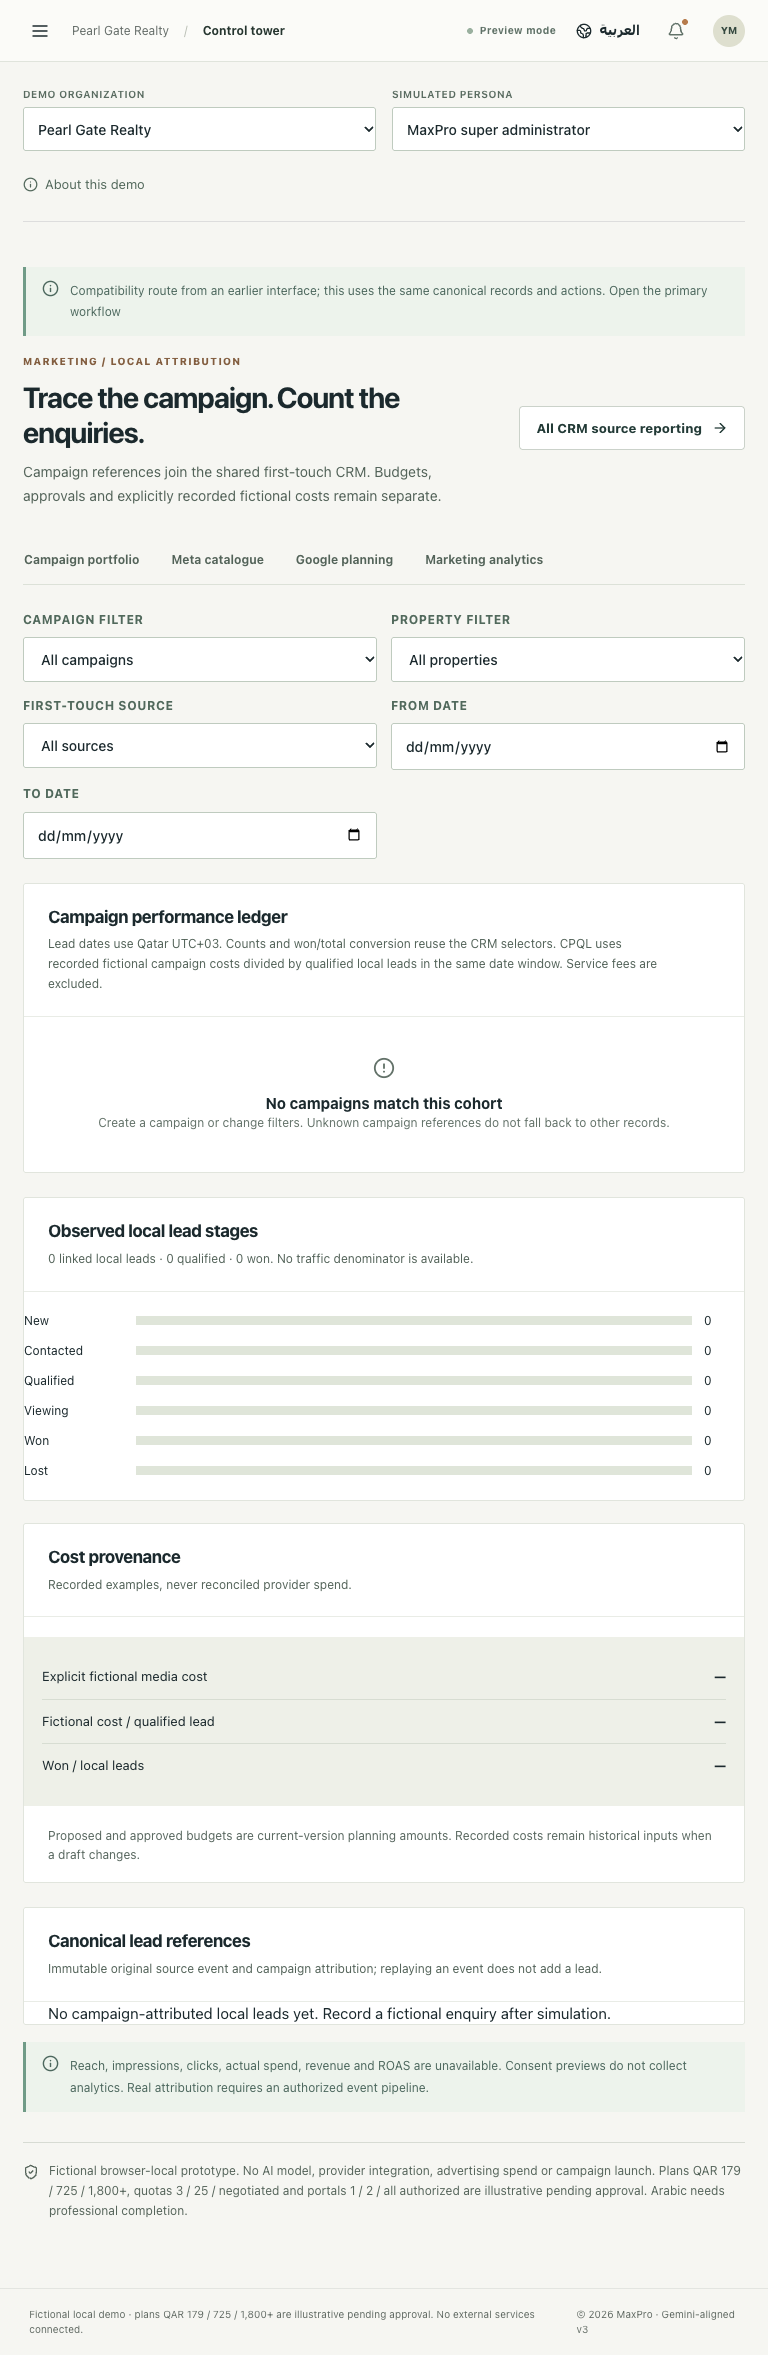 Pearl Gate Realty / Control tower
Preview mode
العربية
YM
DEMO ORGANIZATION
Pearl Gate Realty
SIMULATED PERSONA
MaxPro super administrator
About this demo
Compatibility route from an earlier interface; this uses the same canonical records and actions. Open the primary
workflow
MARKETING / LOCAL ATTRIBUTION
Trace the campaign. Count the
enquiries.
All CRM source reporting
Campaign references join the shared first-touch CRM. Budgets,
approvals and explicitly recorded fictional costs remain separate.
Campaign portfolio Meta catalogue Google planning Marketing analytics
CAMPAIGN FILTER
All campaigns
PROPERTY FILTER
All properties
FIRST-TOUCH SOURCE
All sources
FROM DATE
dd/mm/yyyy
TO DATE
dd/mm/yyyy
Campaign performance ledger
Lead dates use Qatar UTC+03. Counts and won/total conversion reuse the CRM selectors. CPQL uses
recorded fictional campaign costs divided by qualified local leads in the same date window. Service fees are
excluded.
No campaigns match this cohort
Create a campaign or change filters. Unknown campaign references do not fall back to other records.
Observed local lead stages
0 linked local leads · 0 qualified · 0 won. No traffic denominator is available.
New 0
Contacted 0
Qualified 0
Viewing 0
Won 0
Lost 0
Cost provenance
Recorded examples, never reconciled provider spend.
Explicit fictional media cost —
Fictional cost / qualified lead —
Won / local leads —
Proposed and approved budgets are current-version planning amounts. Recorded costs remain historical inputs when
a draft changes.
Canonical lead references
Immutable original source event and campaign attribution; replaying an event does not add a lead.
No campaign-attributed local leads yet. Record a fictional enquiry after simulation.
Reach, impressions, clicks, actual spend, revenue and ROAS are unavailable. Consent previews do not collect
analytics. Real attribution requires an authorized event pipeline.
Fictional browser-local prototype. No AI model, provider integration, advertising spend or campaign launch. Plans QAR 179
/ 725 / 1,800+, quotas 3 / 25 / negotiated and portals 1 / 2 / all authorized are illustrative pending approval. Arabic needs
professional completion.
Fictional local demo · plans QAR 179 / 725 / 1,800+ are illustrative pending approval. No external services
connected.
© 2026 MaxPro · Gemini-aligned
v3